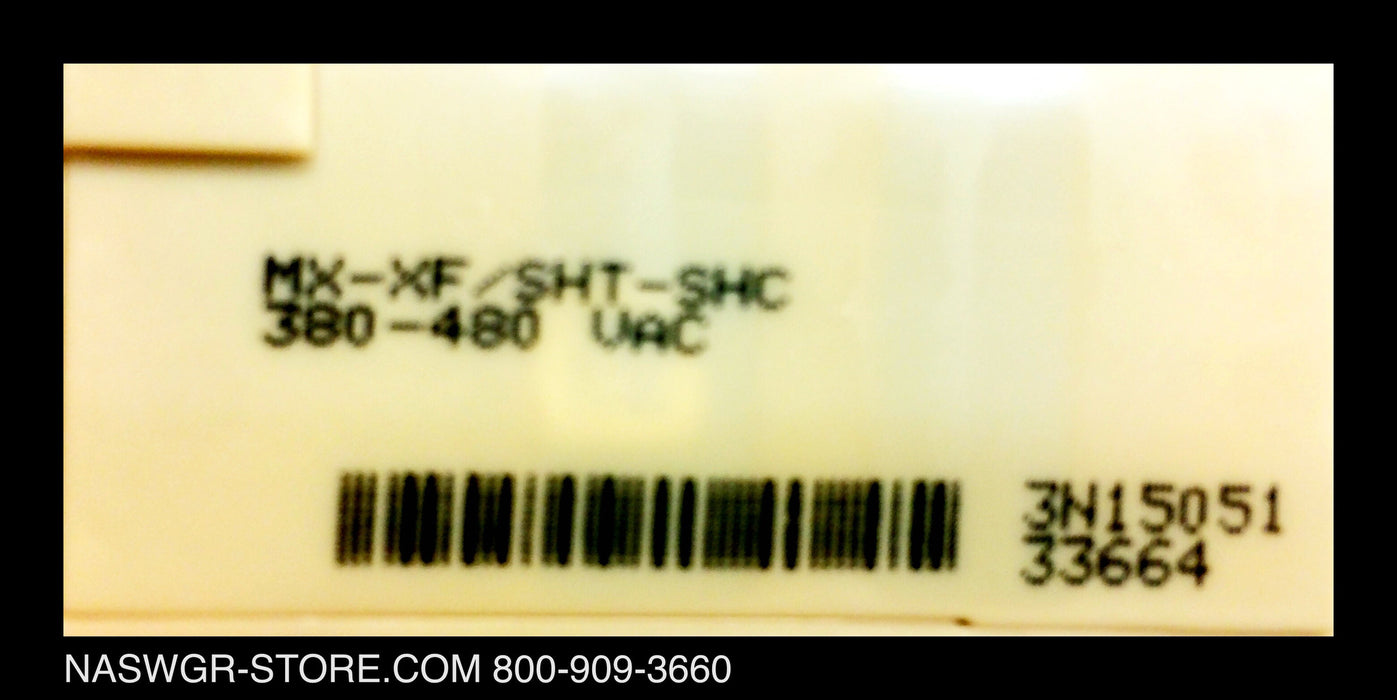 MX-XF/SHT-SHC
380-480 VAC
3N15051
33664
NASWGR-STORE.COM 800-909-3660